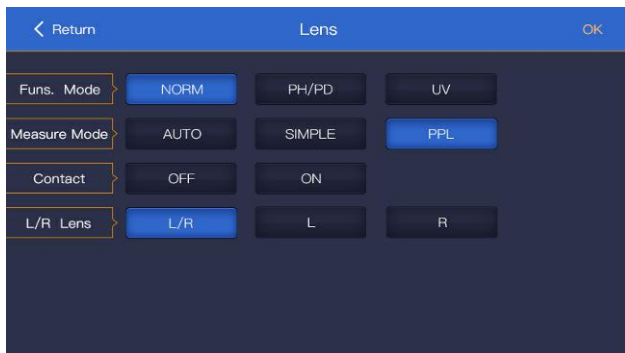 Return Lens OK
Funs. Mode NORM PH/PD UV
Measure Mode AUTO SIMPLE PPL
Contact OFF ON
L/R Lens L/R L R